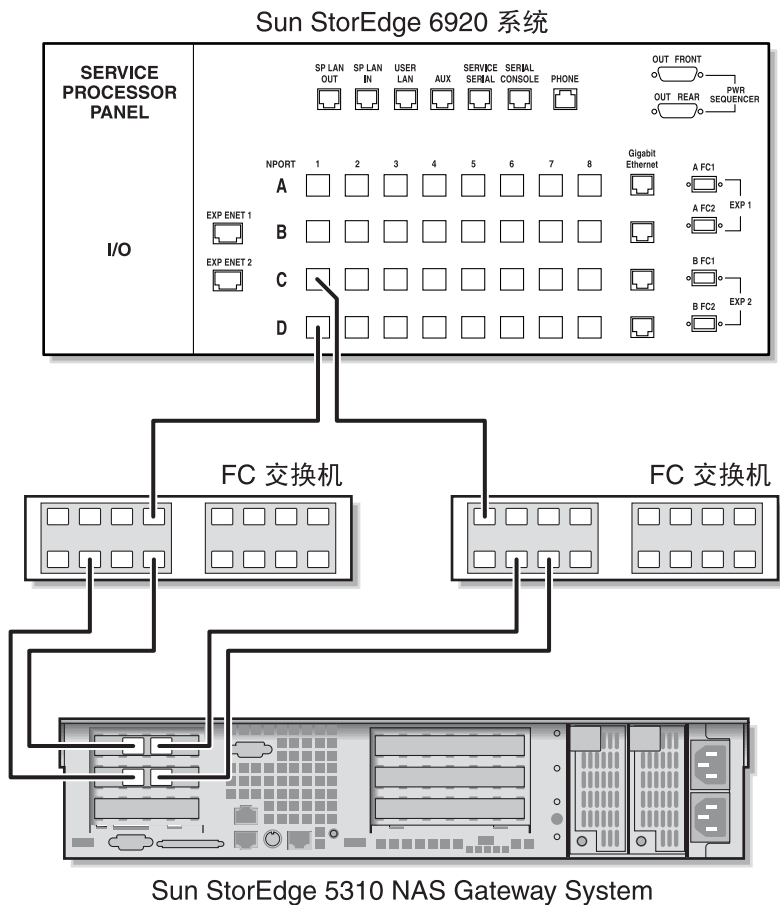 Sun StorEdge 6920 系统
SERVICE
PROCESSOR
PANEL
I/O
SP LAN
OUT
SP LAN
IN
USER
LAN
AUX
SERVICE
SERIAL
SERIAL
CONSOLE
PHONE
OUT FRONT
OUT REAR
PWR
SEQUENCER
NPORT 1 2 3 4 5 6 7 8
Gigabit
Ethernet
A
B
C
D
EXP ENET 1
EXP ENET 2
A FC1
A FC2
EXP 1
B FC1
B FC2
EXP 2
FC 交换机
FC 交换机
Sun StorEdge 5310 NAS Gateway System